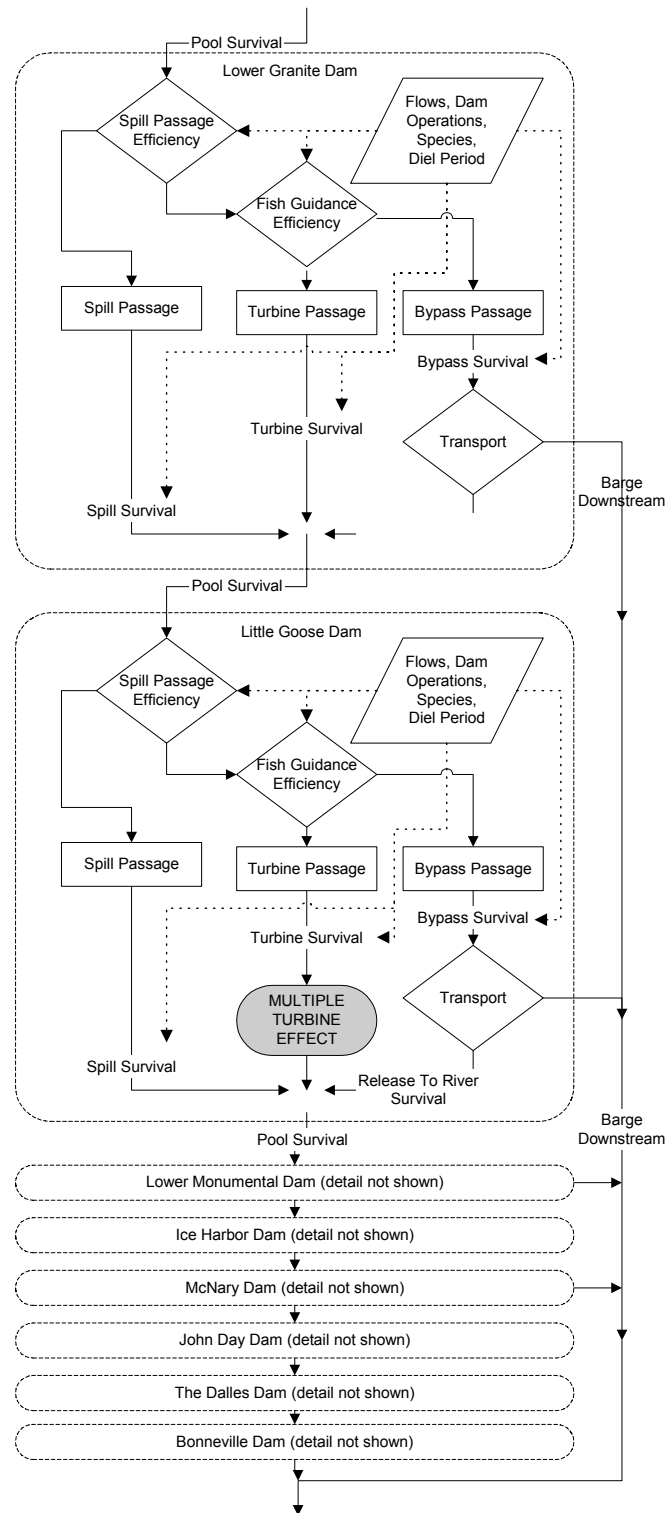 Pool Survival
Lower Granite Dam
Flows, Dam
Operations,
Species,
Diel Period
Spill Passage
Efficiency
Fish Guidance
Efficiency
Spill Passage
Turbine Passage
Bypass Passage
Bypass Survival
Turbine Survival
Transport
Barge
Downstream
Spill Survival
Pool Survival
Little Goose Dam
Flows, Dam
Operations,
Species,
Diel Period
Spill Passage
Efficiency
Fish Guidance
Efficiency
Spill Passage
Turbine Passage
Bypass Passage
Bypass Survival
Turbine Survival
MULTIPLE
TURBINE
EFFECT
Transport
Spill Survival
Release To River
Survival
Barge
Downstream
Pool Survival
Lower Monumental Dam (detail not shown)
Ice Harbor Dam (detail not shown)
McNary Dam (detail not shown)
John Day Dam (detail not shown)
The Dalles Dam (detail not shown)
Bonneville Dam (detail not shown)